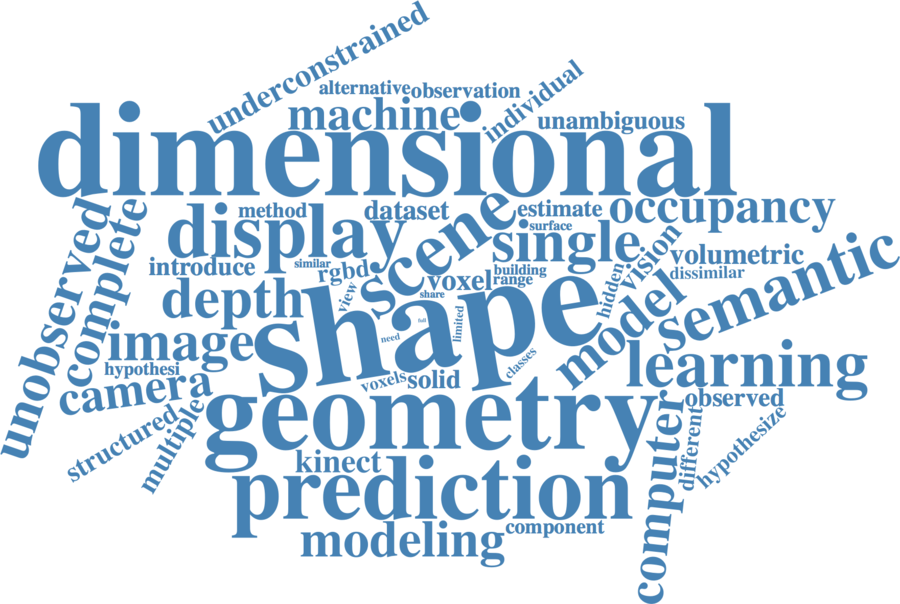 underconstrained
alternative
observation
individual
machine
unambiguous
dimensional
unobserved
complete
method
dataset
scene
estimate
occupancy
display
surface
single
vision
introduce
similar
rgbd
voxel
building
range
volumetric
dissimilar
semantic
depth
view
share
hidden
shape
full
limited
need
model
image
hypothesi
classes
learning
camera
voxels
solid
observed
structured
multiple
geometry
computer
different
hypothesize
kinect
prediction
modeling
component